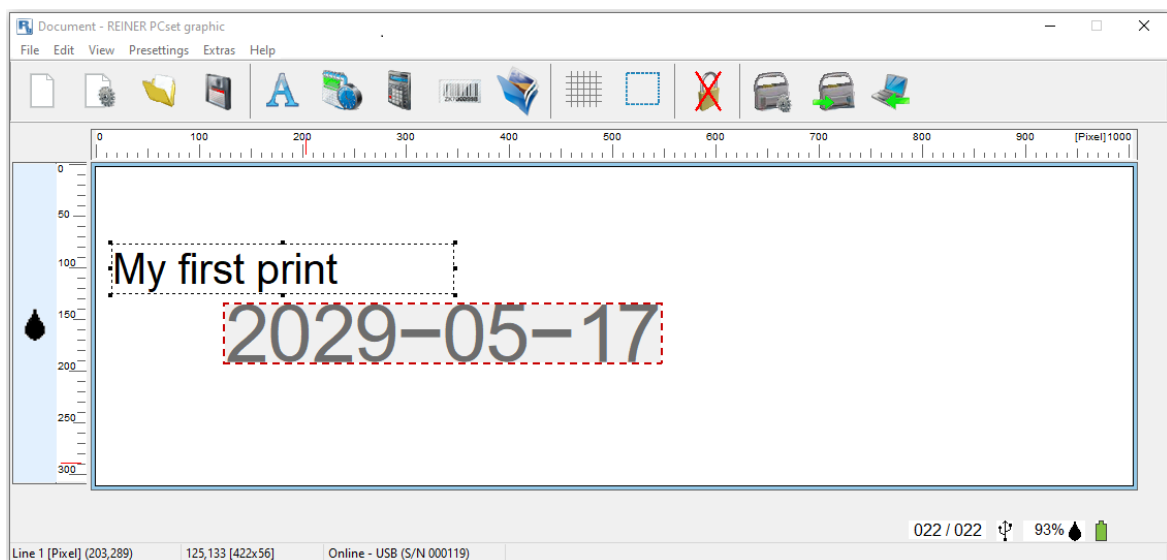 Document - REINER PCset graphic
File Edit View Presettings Extras Help
ZK7UG0S90
0 100 200 300 400 500 600 700 800 900 [Pixel] 1000
0
50
100
150
200
250
300
My first print
2029-05-17
022 / 022 93%
Line 1 [Pixel] (203,289) 125,133 [422x56] Online - USB (S/N 000119)